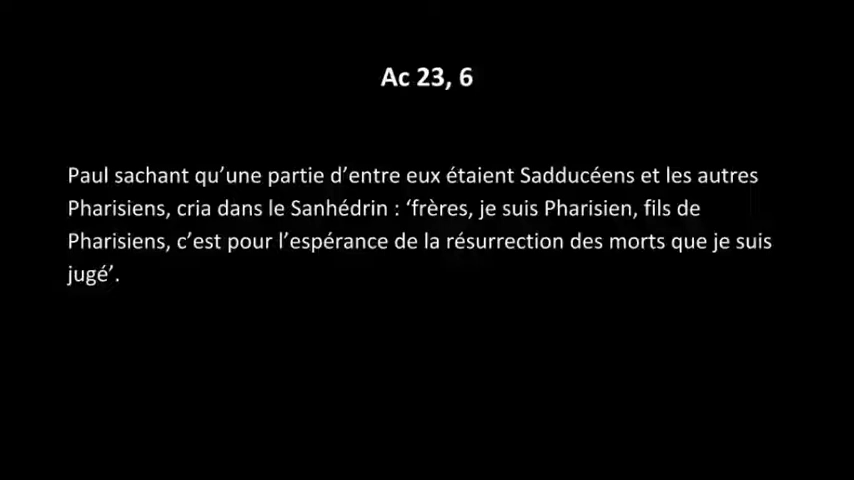 Ac 23, 6
Paul sachant qu’une partie d’entre eux étaient Sadducéens et les autres
Pharisiens, cria dans le Sanhédrin : ‘frères, je suis Pharisien, fils de
Pharisiens, c’est pour l’espérance de la résurrection des morts que je suis
jugé’.